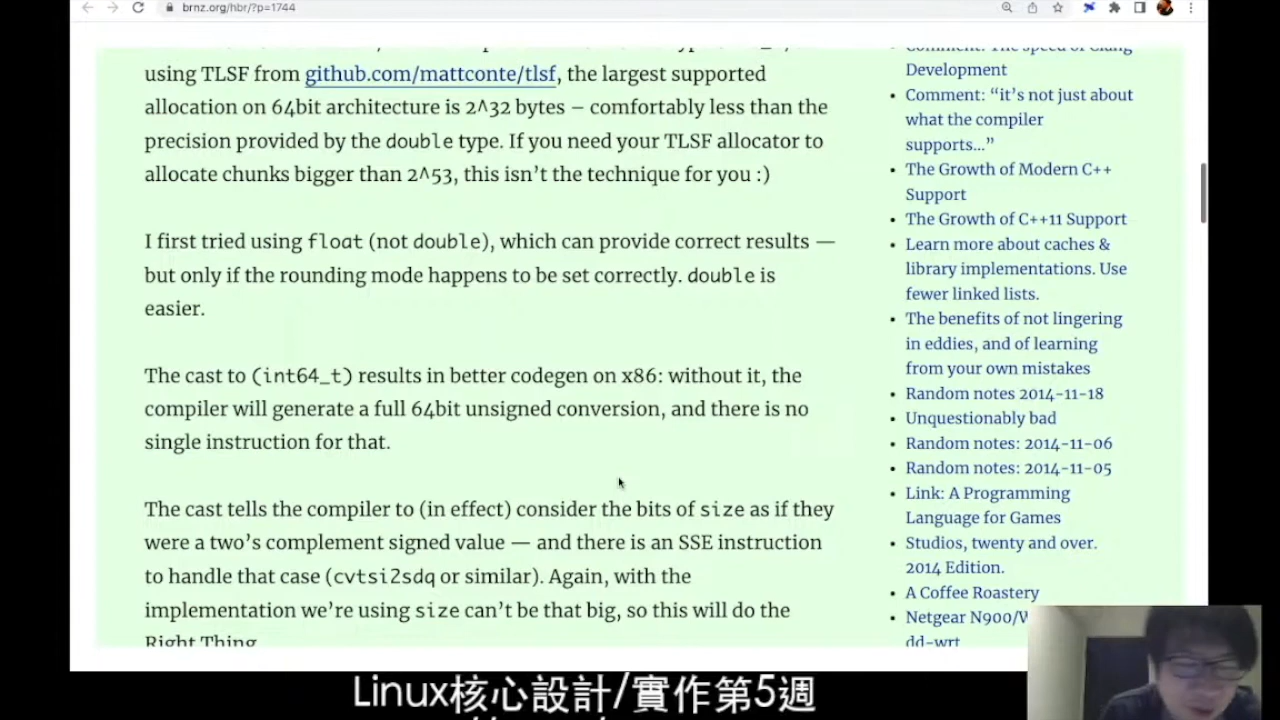 brnz.org/hbr/?p=1744
using TLSF from github.com/mattconte/tlsf, the largest supported
allocation on 64bit architecture is 2^32 bytes – comfortably less than the
precision provided by the double type. If you need your TLSF allocator to
allocate chunks bigger than 2^53, this isn’t the technique for you :)
I first tried using float (not double), which can provide correct results —
but only if the rounding mode happens to be set correctly. double is
easier.
The cast to (int64_t) results in better codegen on x86: without it, the
compiler will generate a full 64bit unsigned conversion, and there is no
single instruction for that.
The cast tells the compiler to (in effect) consider the bits of size as if they
were a two’s complement signed value — and there is an SSE instruction
to handle that case (cvtsi2sdq or similar). Again, with the
implementation we’re using size can’t be that big, so this will do the
Right Thing
Comment: The speed of Clang
Development
Comment: “it’s not just about
what the compiler
supports…”
The Growth of Modern C++
Support
The Growth of C++11 Support
Learn more about caches &
library implementations. Use
fewer linked lists.
The benefits of not lingering
in eddies, and of learning
from your own mistakes
Random notes 2014-11-18
Unquestionably bad
Random notes: 2014-11-06
Random notes: 2014-11-05
Link: A Programming
Language for Games
Studios, twenty and over.
2014 Edition.
A Coffee Roastery
Netgear
dd-wrt
Linux核心設計/實作第5週